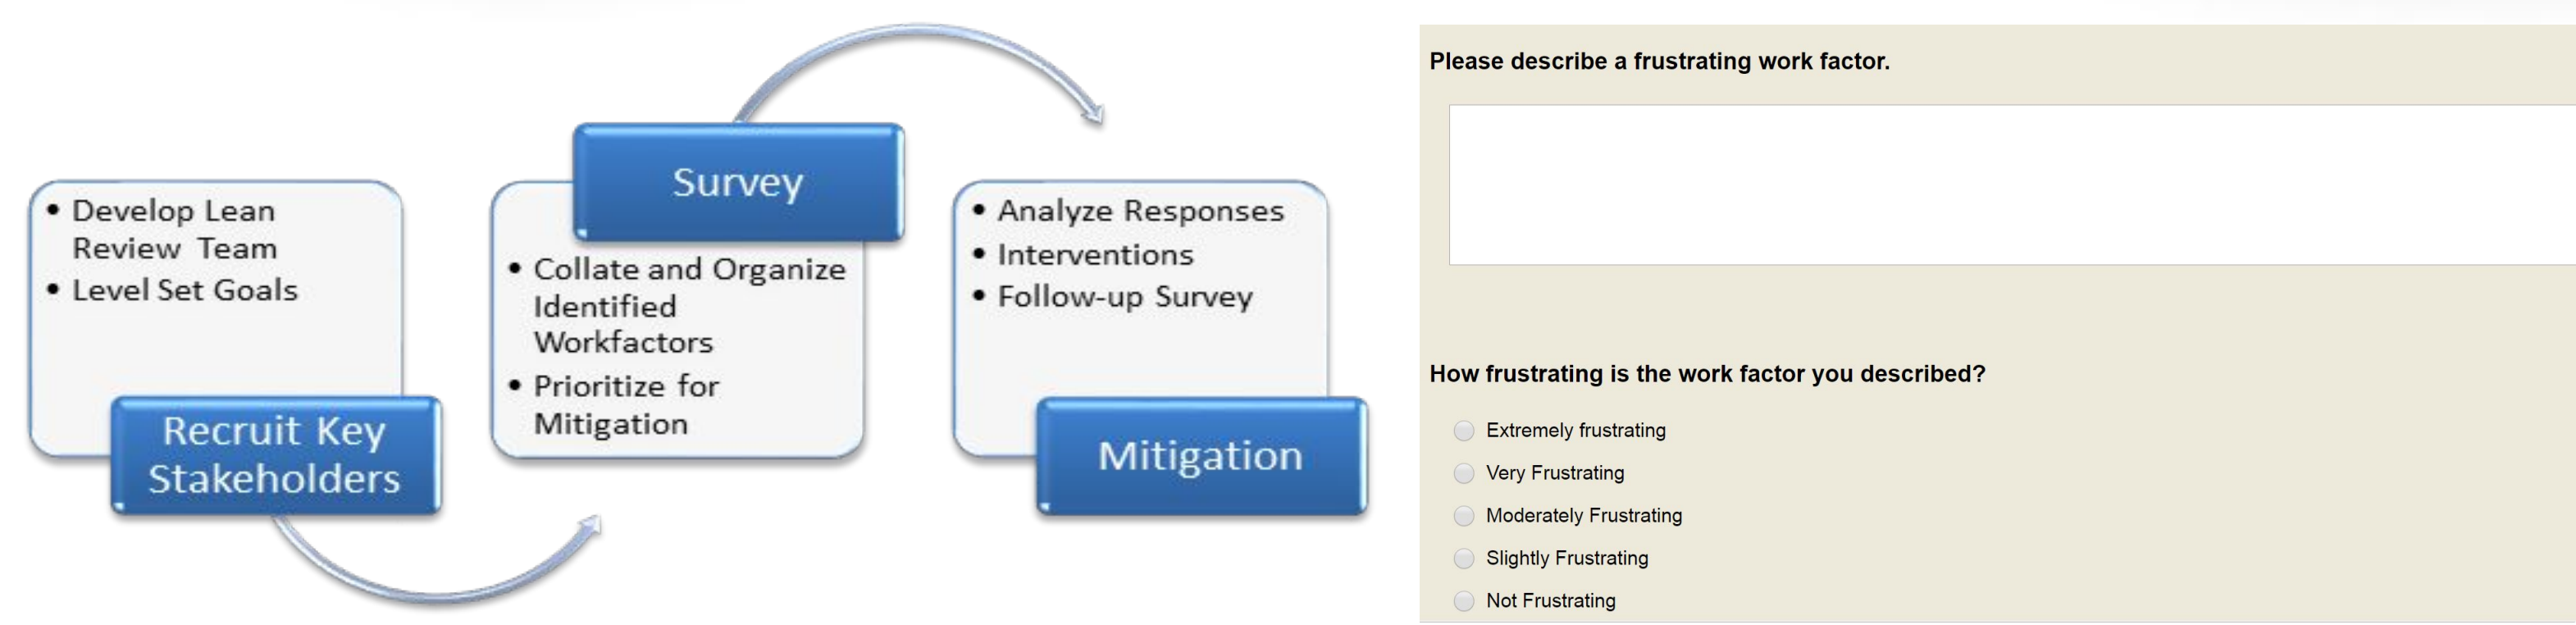 • Develop Lean
Review Team
• Level Set Goals
Recruit Key
Stakeholders
Survey
• Collate and Organize
Identified
Workfactors
• Prioritize for
Mitigation
• Analyze Responses
• Interventions
• Follow-up Survey
Mitigation
Please describe a frustrating work factor.
How frustrating is the work factor you described?
Extremely frustrating
Very Frustrating
Moderately Frustrating
Slightly Frustrating
Not Frustrating